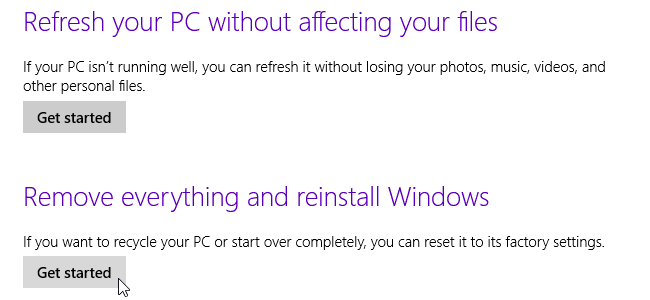 Refresh your PC without affecting your files
If your PC isn't running well, you can refresh it without losing your photos, music, videos, and
other personal files.
Get started
Remove everything and reinstall Windows
If you want to recycle your PC or start over completely, you can reset it to its factory settings.
Get started